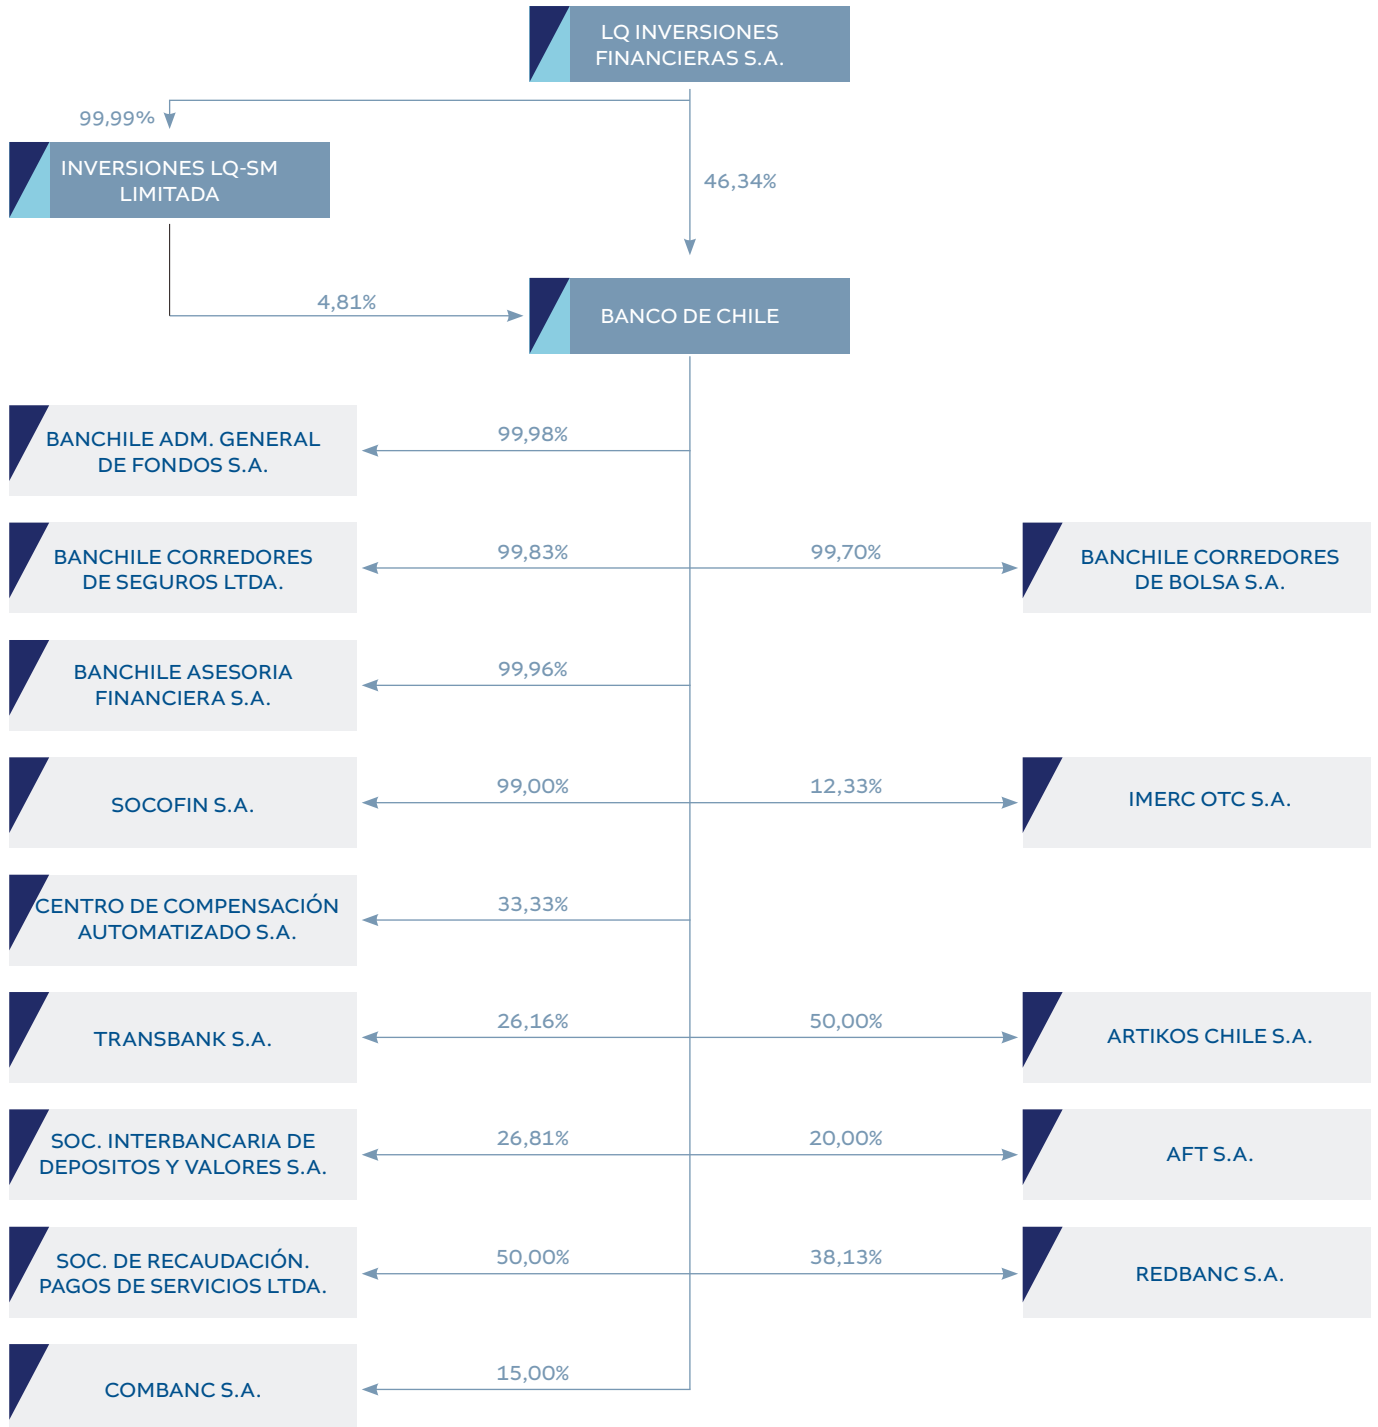 LQ INVERSIONES
FINANCIERAS S.A.
99,99%
INVERSIONES LQ-SM
LIMITADA
46,34%
4,81%
BANCO DE CHILE
BANCHILE ADM. GENERAL
DE FONDOS S.A.
99,98%
BANCHILE CORREDORES
DE SEGUROS LTDA.
99,83%
99,70%
BANCHILE CORREDORES
DE BOLSA S.A.
BANCHILE ASESORIA
FINANCIERA S.A.
99,96%
SOCOFIN S.A.
99,00%
12,33%
IMERC OTC S.A.
CENTRO DE COMPENSACIÓN
AUTOMATIZADO S.A.
33,33%
TRANSBANK S.A.
26,16%
50,00%
ARTIKOS CHILE S.A.
SOC. INTERBANCARIA DE
DEPOSITOS Y VALORES S.A.
26,81%
20,00%
AFT S.A.
SOC. DE RECAUDACIÓN.
PAGOS DE SERVICIOS LTDA.
50,00%
38,13%
REDBANC S.A.
COMBANC S.A.
15,00%